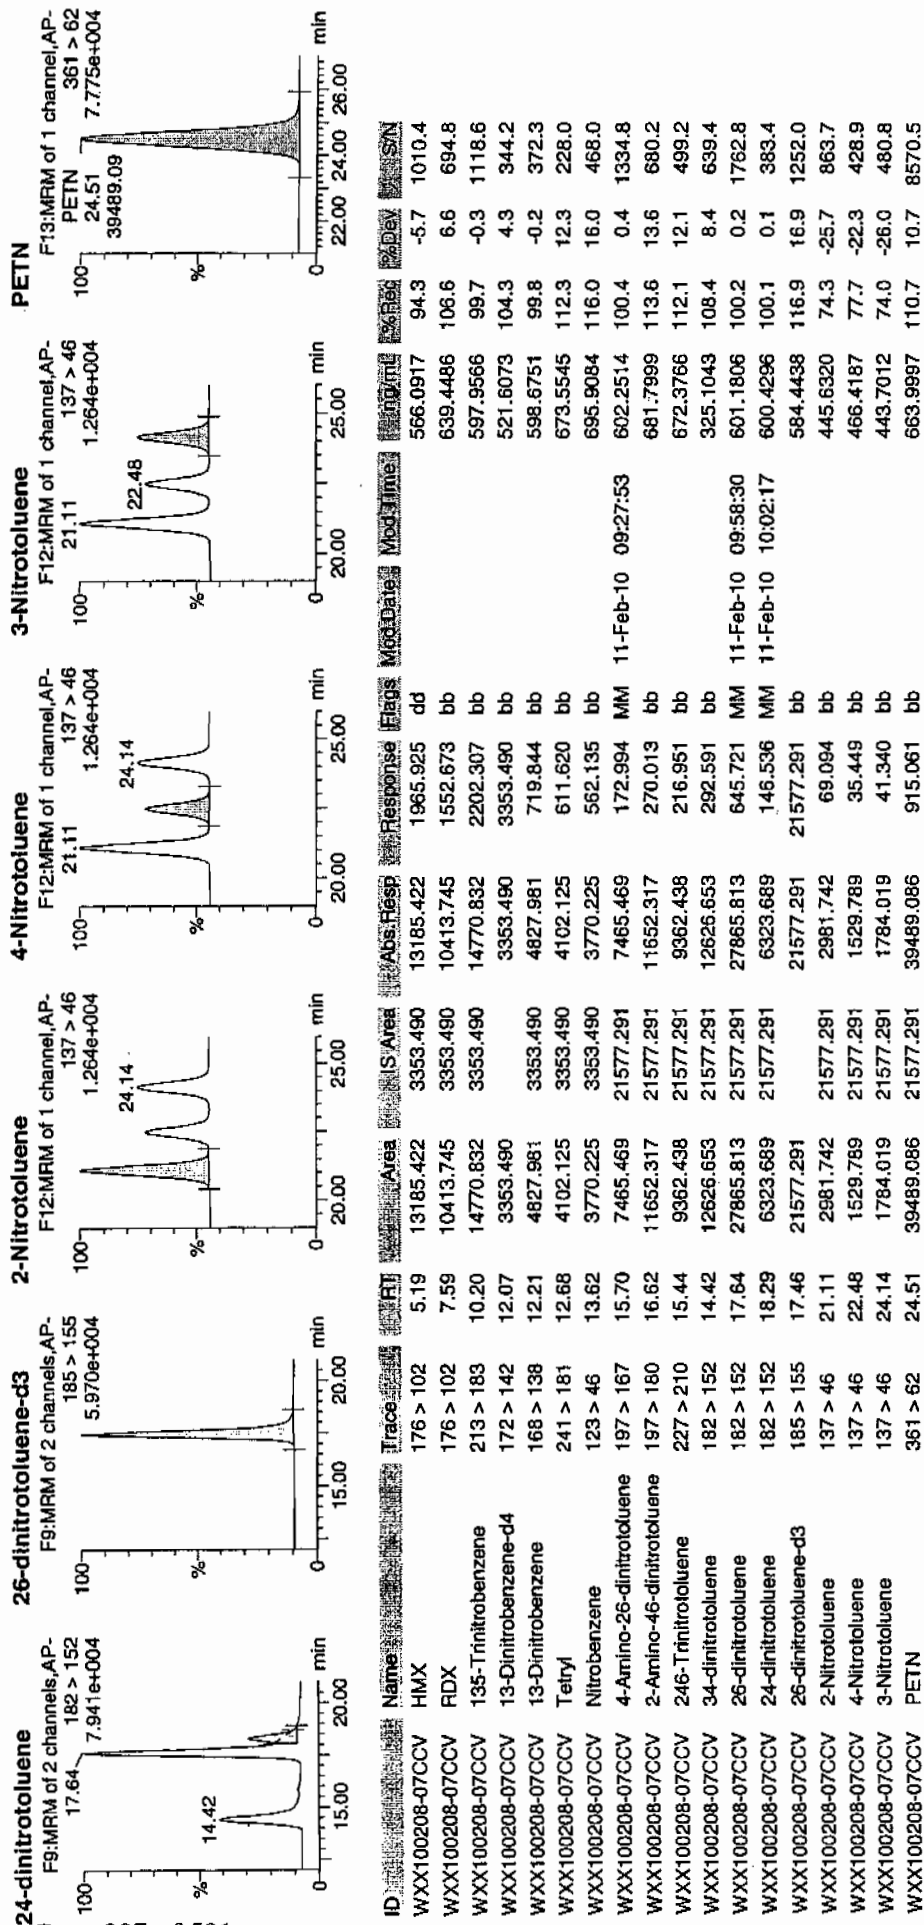 24-dinitrotoluene
F9:MRM of 2 channels,AP-
17.64 182 > 152
7.941e+004
100
14.42
%
0
15.00 20.00 min
26-dinitrotoluene-d3
F9:MRM of 2 channels,AP-
185 > 155
5.970e+004
100
%
0
15.00 20.00 min
2-Nitrotoluene
F12:MRM of 1 channel,AP-
137 > 46
1.264e+004
100
24.14
%
0
20.00 25.00 min
4-Nitrotoluene
F12:MRM of 1 channel,AP-
21.11 137 > 46
1.264e+004
100
24.14
%
0
20.00 25.00 min
3-Nitrotoluene
F12:MRM of 1 channel,AP-
21.11 137 > 46
1.264e+004
100
22.48
%
0
20.00 25.00 min
PETN
F13:MRM of 1 channel,AP-
PETN 361 > 62
24.51 7.775e+004
39489.09
100
%
0
22.00 24.00 26.00 min
ID Name Trace RT Area IS Area Abs.Resp Response Flags Mod.Date Mod.Time ng/mL %Rec %Dev S/N
WXX100208-07CCV HMX 176 > 102 5.19 13185.422 3353.490 13185.422 1965.925 dd 566.0917 94.3 -5.7 1010.4
WXX100208-07CCV RDX 176 > 102 7.59 10413.745 3353.490 10413.745 1552.673 bb 639.4486 106.6 6.6 694.8
WXX100208-07CCV 135-Trinitrobenzene 213 > 183 10.20 14770.832 3353.490 14770.832 2202.307 bb 597.9566 99.7 -0.3 1118.6
WXX100208-07CCV 13-Dinitrobenzene-d4 172 > 142 12.07 3353.490 3353.490 3353.490 bb 521.6073 104.3 4.3 344.2
WXX100208-07CCV 13-Dinitrobenzene 168 > 138 12.21 4827.981 3353.490 4827.981 719.844 bb 598.6751 99.8 -0.2 372.3
WXX100208-07CCV Tetryl 241 > 181 12.68 4102.125 3353.490 4102.125 611.620 bb 673.5545 112.3 12.3 228.0
WXX100208-07CCV Nitrobenzene 123 > 46 13.62 3770.225 3353.490 3770.225 562.135 bb 695.9084 116.0 16.0 468.0
WXX100208-07CCV 4-Amino-26-dinitrotoluene 197 > 167 15.70 7465.469 21577.291 7465.469 172.994 MM 11-Feb-10 09:27:53 602.2514 100.4 0.4 1334.8
WXX100208-07CCV 2-Amino-46-dinitrotoluene 197 > 180 16.62 11652.317 21577.291 11652.317 270.013 bb 681.7999 113.6 13.6 680.2
WXX100208-07CCV 246-Trinitrotoluene 227 > 210 15.44 9362.438 21577.291 9362.438 216.951 bb 672.3766 112.1 12.1 499.2
WXX100208-07CCV 34-dinitrotoluene 182 > 152 14.42 12626.653 21577.291 12626.653 292.591 bb 325.1043 108.4 8.4 639.4
WXX100208-07CCV 26-dinitrotoluene 182 > 152 17.64 27865.813 21577.291 27865.813 645.721 MM 11-Feb-10 09:58:30 601.1806 100.2 0.2 1762.8
WXX100208-07CCV 24-dinitrotoluene 182 > 152 18.29 6323.689 21577.291 6323.689 146.536 MM 11-Feb-10 10:02:17 600.4296 100.1 0.1 383.4
WXX100208-07CCV 26-dinitrotoluene-d3 185 > 155 17.46 21577.291 21577.291 21577.291 bb 584.4438 116.9 16.9 1252.0
WXX100208-07CCV 2-Nitrotoluene 137 > 46 21.11 2981.742 21577.291 2981.742 69.094 bb 445.6320 74.3 -25.7 863.7
WXX100208-07CCV 4-Nitrotoluene 137 > 46 22.48 1529.789 21577.291 1529.789 35.449 bb 466.4187 77.7 -22.3 428.9
WXX100208-07CCV 3-Nitrotoluene 137 > 46 24.14 1784.019 21577.291 1784.019 41.340 bb 443.7012 74.0 -26.0 480.8
WXX100208-07CCV PETN 361 > 62 24.51 39489.086 21577.291 39489.086 915.061 bb 663.9997 110.7 10.7 8570.5